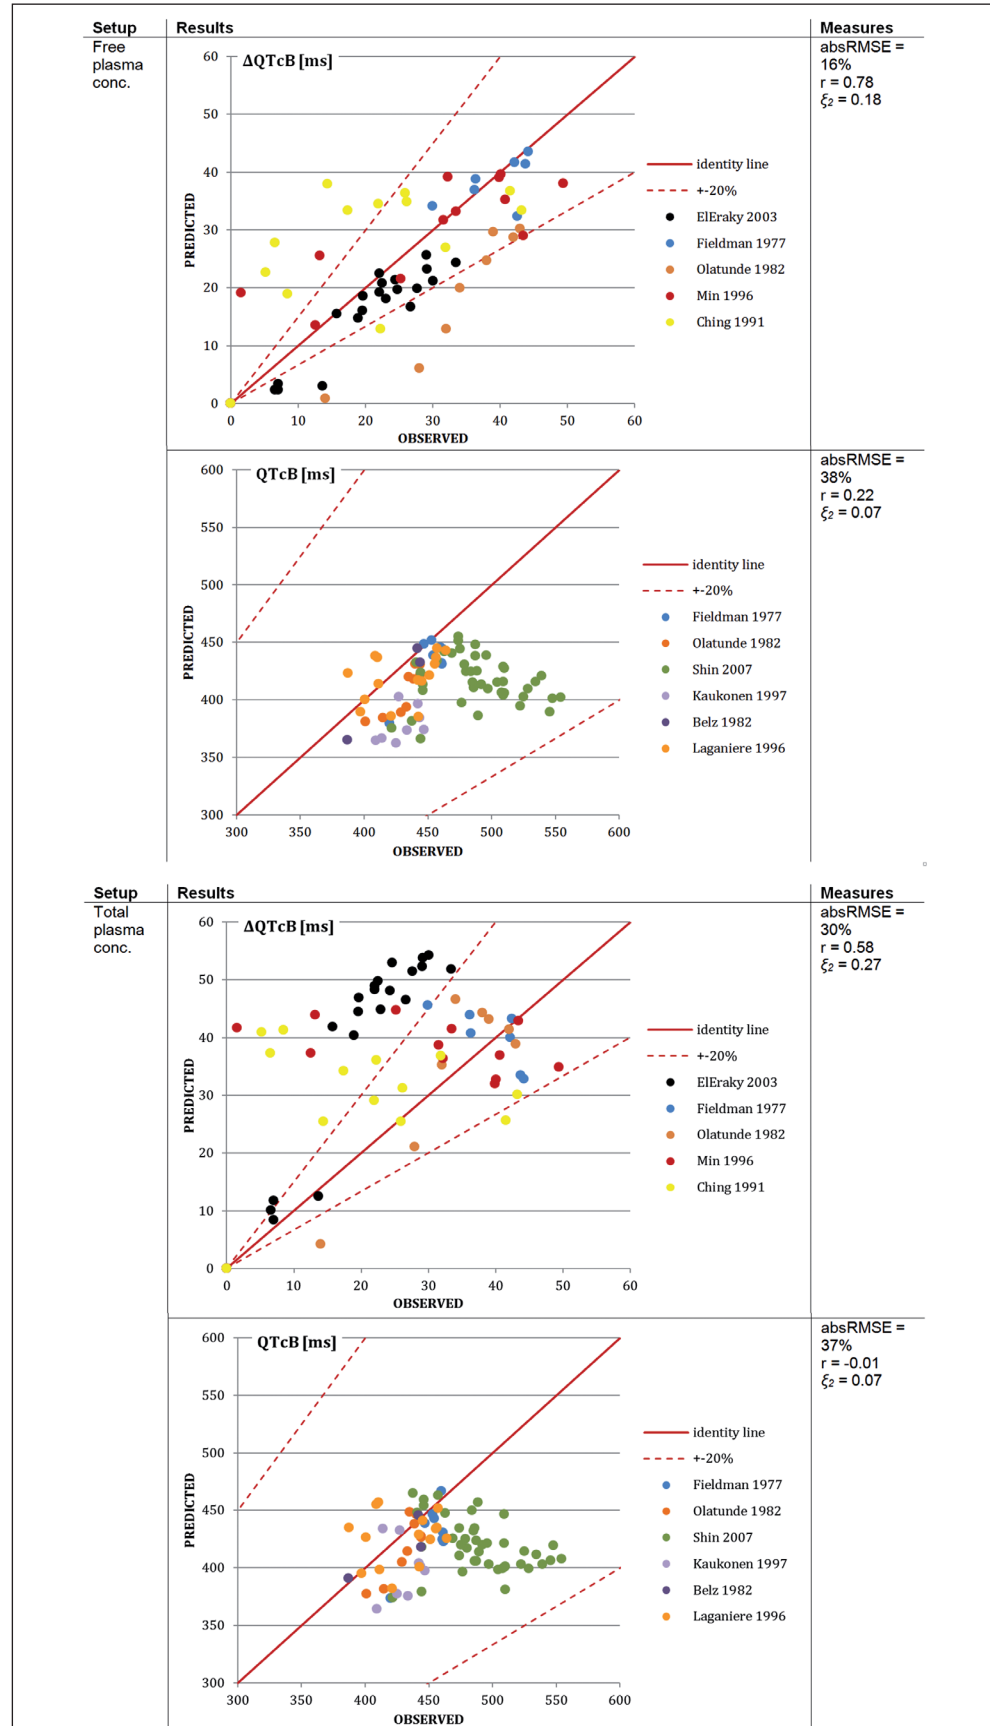 Setup Results Measures
Free
plasma
conc.
absRMSE =
16%
r = 0.78
ξ2 = 0.18
ΔQTcB [ms]
60
50
40
30
20
10
0
PREDICTED
0 10 20 30 40 50 60
OBSERVED
identity line
+-20%
ElEraky 2003
Fieldman 1977
Olatunde 1982
Min 1996
Ching 1991
absRMSE =
38%
r = 0.22
ξ2 = 0.07
QTcB [ms]
600
550
500
450
400
350
300
PREDICTED
300 350 400 450 500 550 600
OBSERVED
identity line
+-20%
Fieldman 1977
Olatunde 1982
Shin 2007
Kaukonen 1997
Belz 1982
Laganiere 1996
Setup Results Measures
Total
plasma
conc.
absRMSE =
30%
r = 0.58
ξ2 = 0.27
ΔQTcB [ms]
60
50
40
30
20
10
0
PREDICTED
0 10 20 30 40 50 60
OBSERVED
identity line
+-20%
ElEraky 2003
Fieldman 1977
Olatunde 1982
Min 1996
Ching 1991
absRMSE =
37%
r = -0.01
ξ2 = 0.07
QTcB [ms]
600
550
500
450
400
350
300
PREDICTED
300 350 400 450 500 550 600
OBSERVED
identity line
+-20%
Fieldman 1977
Olatunde 1982
Shin 2007
Kaukonen 1997
Belz 1982
Laganiere 1996